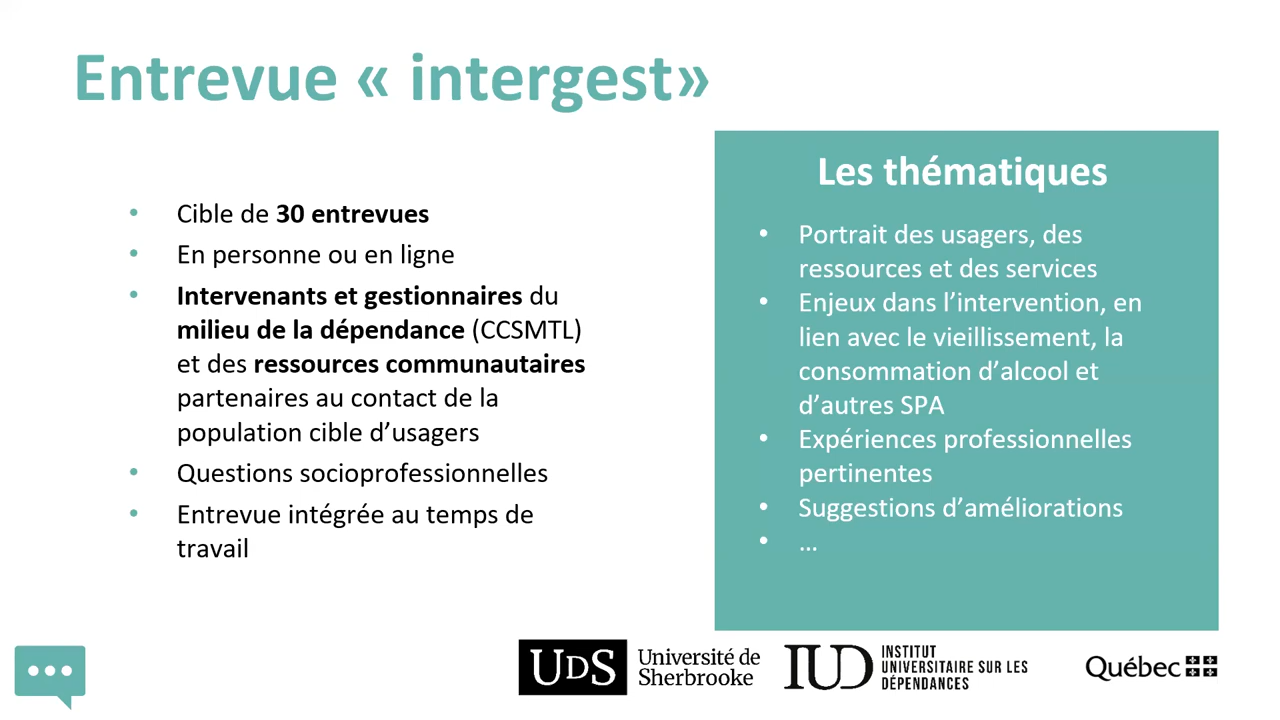 Entrevue « intergest»
• Cible de 30 entrevues
• En personne ou en ligne
• Intervenants et gestionnaires du
milieu de la dépendance (CCSMTL)
et des ressources communautaires
partenaires au contact de la
population cible d’usagers
• Questions socioprofessionnelles
• Entrevue intégrée au temps de
travail
Les thématiques
• Portrait des usagers, des
ressources et des services
• Enjeux dans l’intervention, en
lien avec le vieillissement, la
consommation d’alcool et
d’autres SPA
• Expériences professionnelles
pertinentes
• Suggestions d’améliorations
• …
UDS
Université de
Sherbrooke
IUD
INSTITUT
UNIVERSITAIRE SUR LES
DÉPENDANCES
Québec